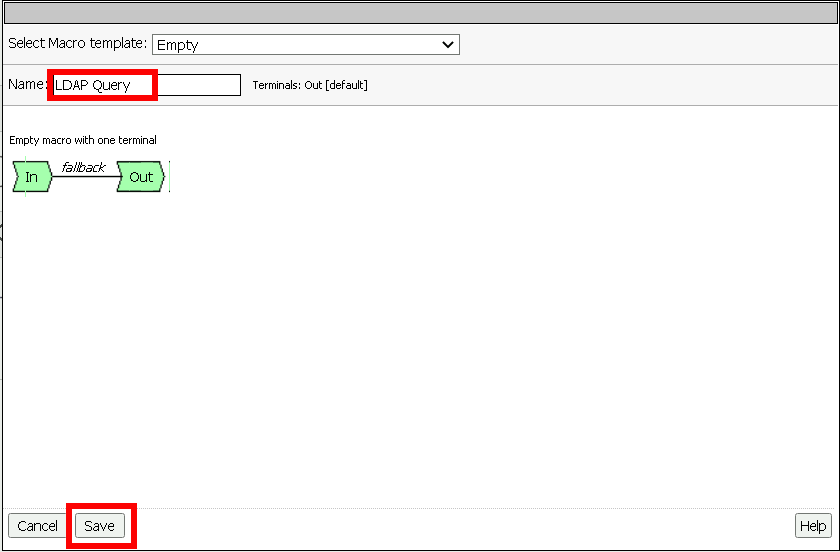 Select Macro template: Empty
Name: LDAP Query Terminals: Out [default]
Empty macro with one terminal
In fallback Out
Cancel Save Help